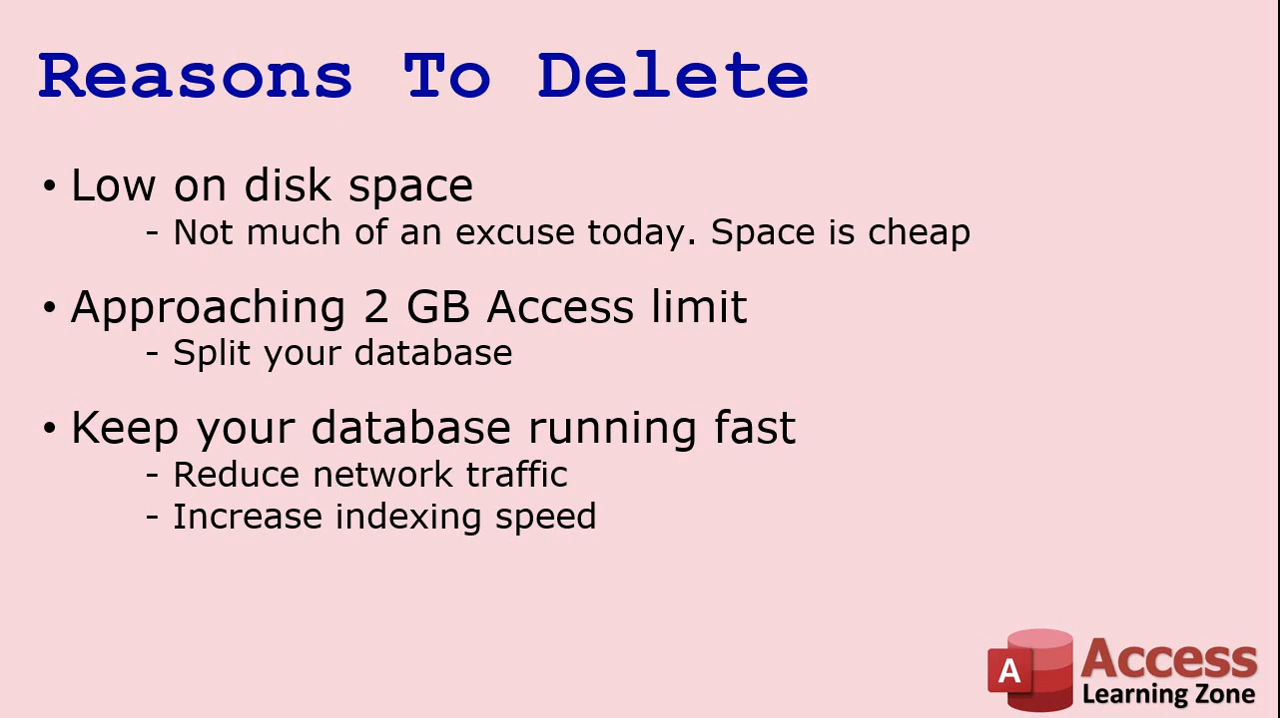 Reasons To Delete
• Low on disk space
- Not much of an excuse today. Space is cheap
• Approaching 2 GB Access limit
- Split your database
• Keep your database running fast
- Reduce network traffic
- Increase indexing speed
A
Access
Learning Zone